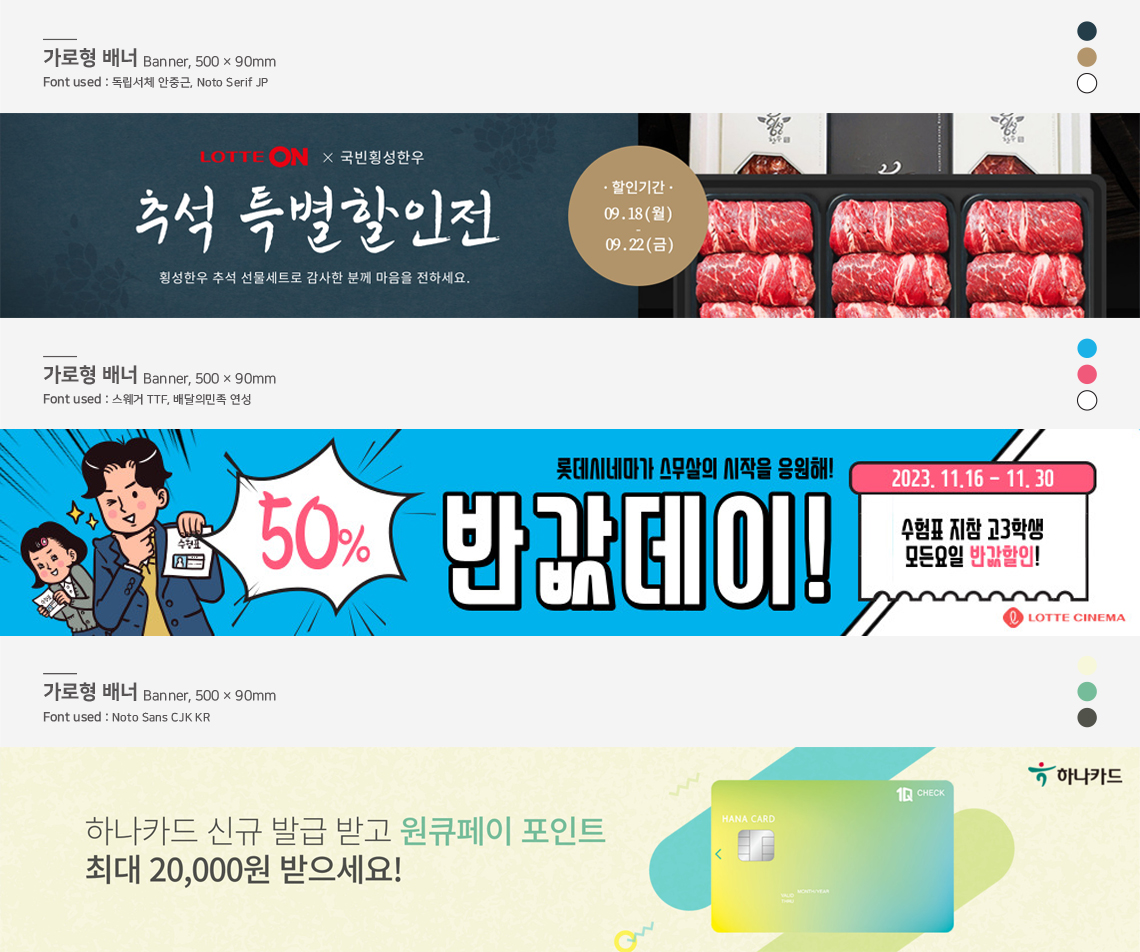 가로형 배너 Banner, 500 × 90mm
Font used : 독립서체 안중근, Noto Serif JP
LOTTE ON × 국빈횡성한우
추석 특별할인전
횡성한우 추석 선물세트로 감사한 분께 마음을 전하세요.
· 할인기간 ·
09.18(월)
-
09.22(금)
횡성한우
가로형 배너 Banner, 500 × 90mm
Font used : 스웨거 TTF, 배달의민족 연성
수험표
50%
롯데시네마가 스무살의 시작을 응원해!
반값데이!
2023. 11.16 – 11. 30
수험표 지참 고3학생
모든요일 반값할인!
LOTTE CINEMA
가로형 배너 Banner, 500 × 90mm
Font used : Noto Sans CJK KR
하나카드 신규 발급 받고 원큐페이 포인트
최대 20,000원 받으세요!
1Q CHECK
HANA CARD
VALID THRU
MONTH/YEAR
하나카드